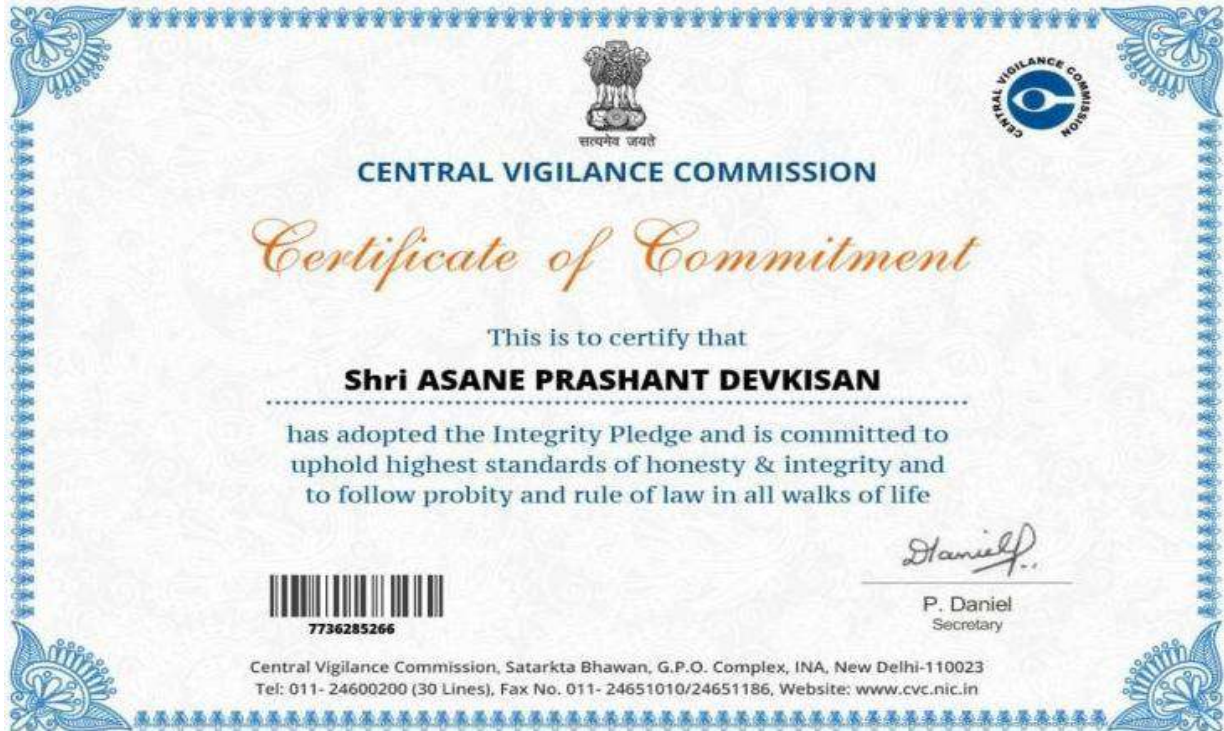 सत्यमेव जयते
CENTRAL VIGILANCE COMMISSION
CENTRAL VIGILANCE COMMISSION
Certificate of Commitment
This is to certify that
Shri ASANE PRASHANT DEVKISAN
has adopted the Integrity Pledge and is committed to
uphold highest standards of honesty & integrity and
to follow probity and rule of law in all walks of life
Daniel
P. Daniel
Secretary
7736285266
Central Vigilance Commission, Satarkta Bhawan, G.P.O. Complex, INA, New Delhi-110023
Tel: 011- 24600200 (30 Lines), Fax No. 011- 24651010/24651186, Website: www.cvc.nic.in